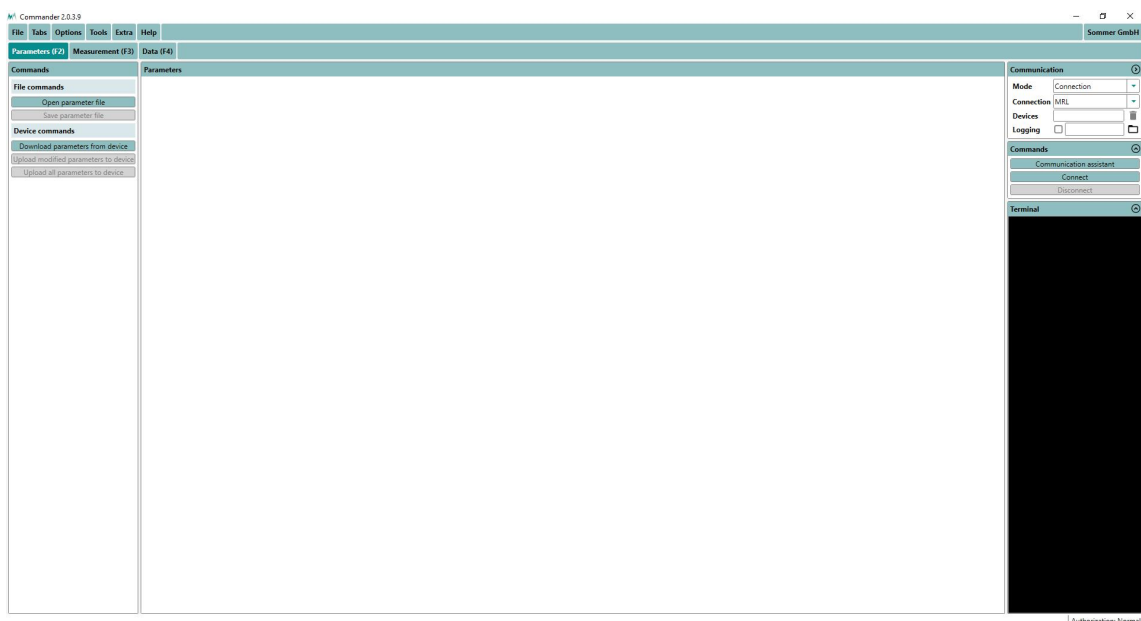 Commander 2.0.3.9
File Tabs Options Tools Extra Help Sommer GmbH
Parameters (F2) Measurement (F3) Data (F4)
Commands
File commands
Open parameter file
Save parameter file
Device commands
Download parameters from device
Upload modified parameters to device
Upload all parameters to device
Parameters
Communication
Mode Connection
Connection MRL
Devices
Logging
Commands
Communication assistant
Connect
Disconnect
Terminal
Authorization: Normal